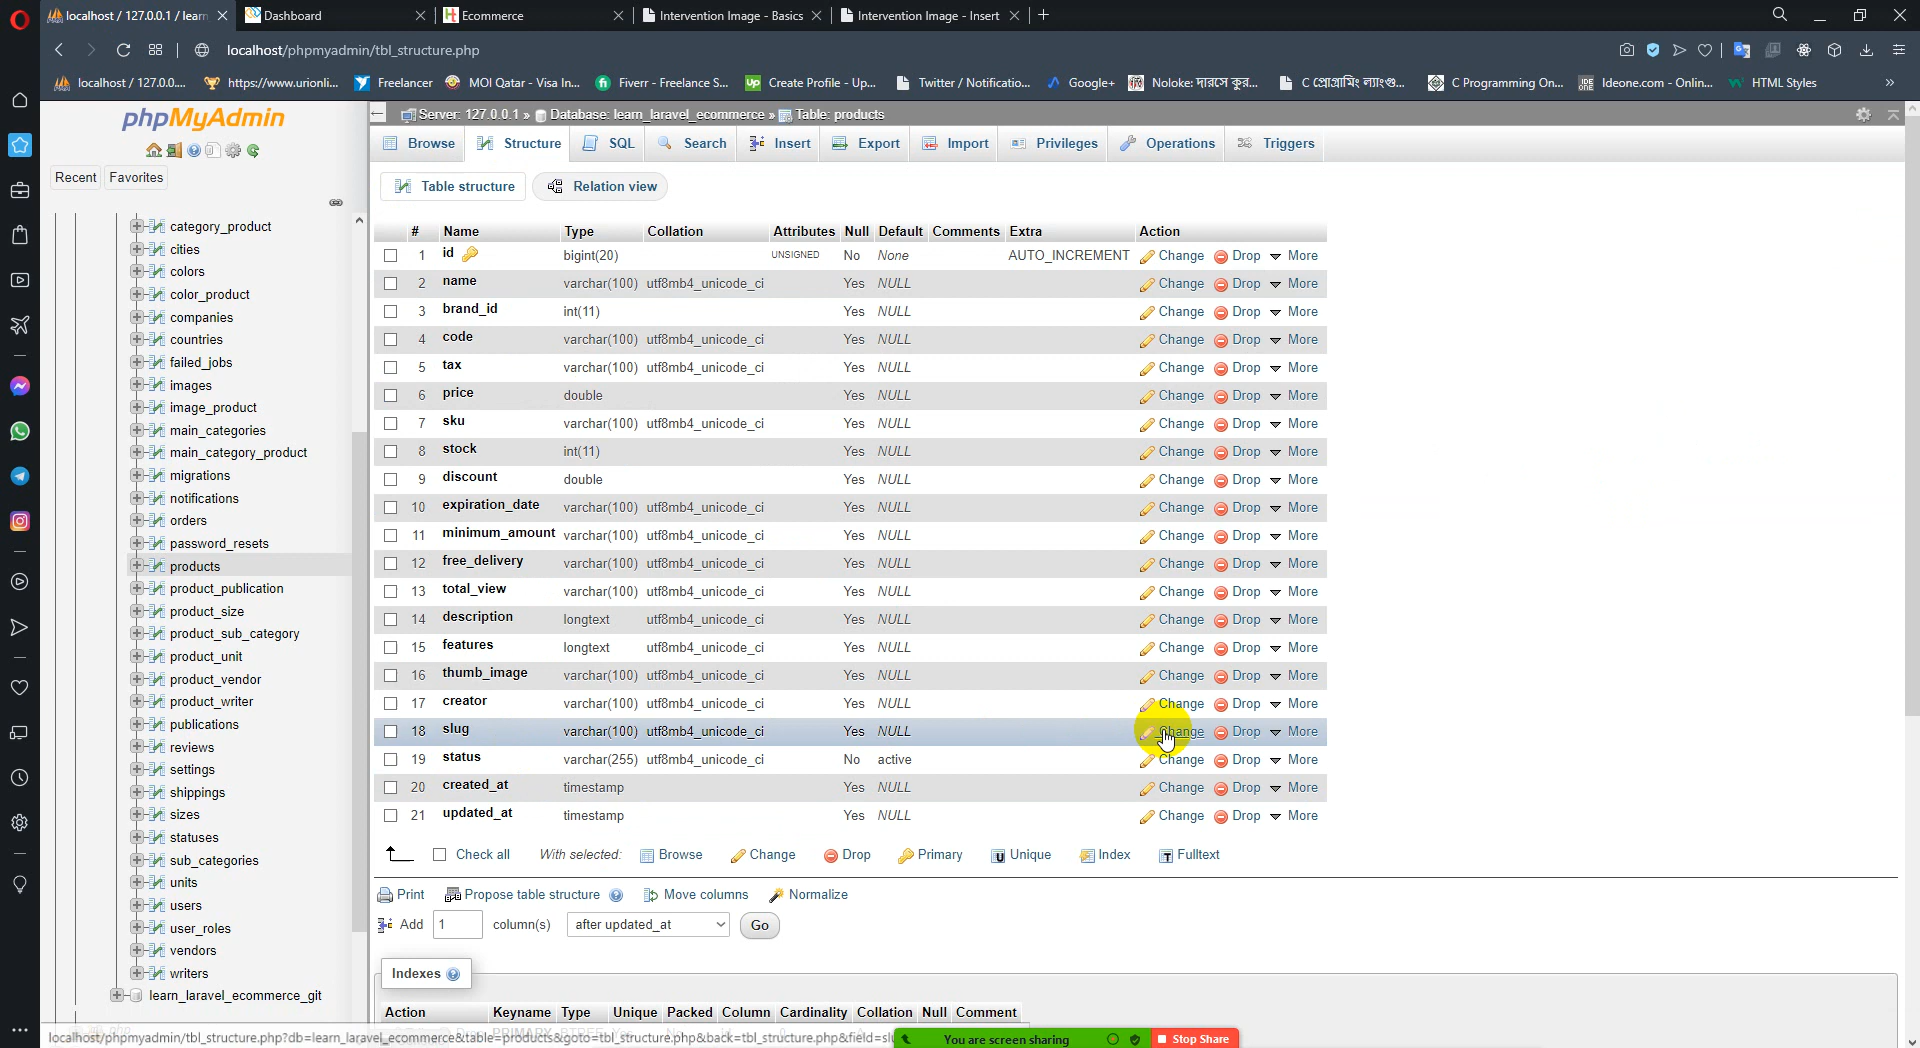 localhost / 127.0.0.1 / learn
Dashboard
Ecommerce
Intervention Image - Basics
Intervention Image - Insert
localhost/phpmyadmin/tbl_structure.php
localhost / 127.0.0....
https://www.urionli...
Freelancer
MOI Qatar - Visa In...
Fiverr - Freelance S...
Create Profile - Up...
Twitter / Notificatio...
Google+
Noloke: দারসে কুর...
C প্রোগ্রামিং ল্যাংগু...
C Programming On...
Ideone.com - Onlin...
HTML Styles
phpMyAdmin
Recent
Favorites
category_product
cities
colors
color_product
companies
countries
failed_jobs
images
image_product
main_categories
main_category_product
migrations
notifications
orders
password_resets
products
product_publication
product_size
product_sub_category
product_unit
product_vendor
product_writer
publications
reviews
settings
shippings
sizes
statuses
sub_categories
units
users
user_roles
vendors
writers
learn_laravel_ecommerce_git
Server: 127.0.0.1 » Database: learn_laravel_ecommerce » Table: products
Browse Structure SQL Search Insert Export Import Privileges Operations Triggers
Table structure Relation view
# Name Type Collation Attributes Null Default Comments Extra Action
1 id bigint(20) UNSIGNED No None AUTO_INCREMENT Change Drop More
2 name varchar(100) utf8mb4_unicode_ci Yes NULL Change Drop More
3 brand_id int(11) Yes NULL Change Drop More
4 code varchar(100) utf8mb4_unicode_ci Yes NULL Change Drop More
5 tax varchar(100) utf8mb4_unicode_ci Yes NULL Change Drop More
6 price double Yes NULL Change Drop More
7 sku varchar(100) utf8mb4_unicode_ci Yes NULL Change Drop More
8 stock int(11) Yes NULL Change Drop More
9 discount double Yes NULL Change Drop More
10 expiration_date varchar(100) utf8mb4_unicode_ci Yes NULL Change Drop More
11 minimum_amount varchar(100) utf8mb4_unicode_ci Yes NULL Change Drop More
12 free_delivery varchar(100) utf8mb4_unicode_ci Yes NULL Change Drop More
13 total_view varchar(100) utf8mb4_unicode_ci Yes NULL Change Drop More
14 description longtext utf8mb4_unicode_ci Yes NULL Change Drop More
15 features longtext utf8mb4_unicode_ci Yes NULL Change Drop More
16 thumb_image varchar(100) utf8mb4_unicode_ci Yes NULL Change Drop More
17 creator varchar(100) utf8mb4_unicode_ci Yes NULL Change Drop More
18 slug varchar(100) utf8mb4_unicode_ci Yes NULL Change Drop More
19 status varchar(255) utf8mb4_unicode_ci No active Change Drop More
20 created_at timestamp Yes NULL Change Drop More
21 updated_at timestamp Yes NULL Change Drop More
Check all With selected: Browse Change Drop Primary Unique Index Fulltext
Print Propose table structure Move columns Normalize
Add 1 column(s) after updated_at Go
Indexes
Action Keyname Type Unique Packed Column Cardinality Collation Null Comment
localhost/phpmyadmin/tbl_structure.php?db=learn_laravel_ecommerce&table=products&goto=tbl_structure.php&back=tbl_structure.php&field=slu
You are screen sharing
Stop Share